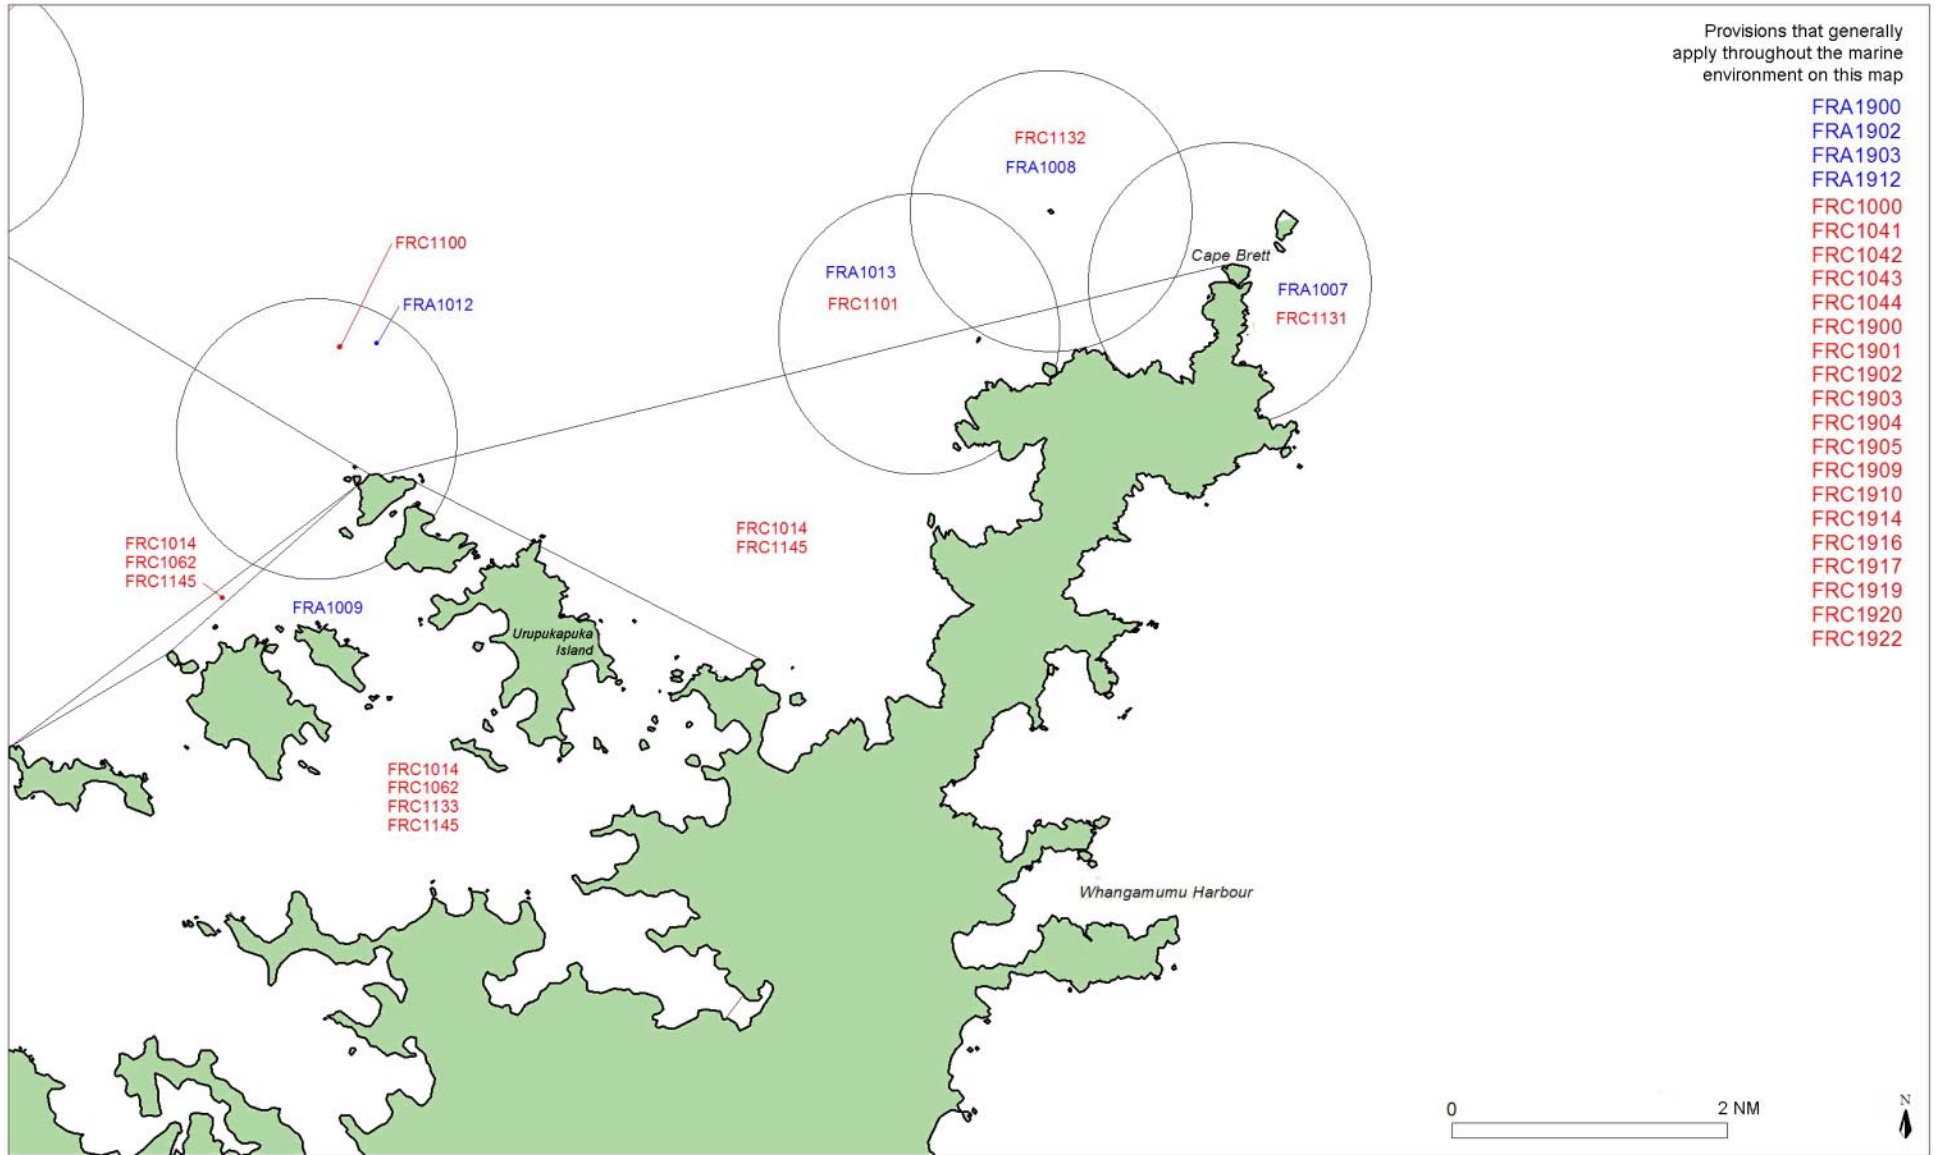 Provisions that generally
apply throughout the marine
environment on this map
FRA1900
FRA1902
FRA1903
FRA1912
FRC1000
FRC1041
FRC1042
FRC1043
FRC1044
FRC1900
FRC1901
FRC1902
FRC1903
FRC1904
FRC1905
FRC1909
FRC1910
FRC1914
FRC1916
FRC1917
FRC1919
FRC1920
FRC1922
FRC1132
FRA1008
FRC1100
Cape Brett
FRA1013
FRC1101
FRA1007
FRC1131
FRA1012
FRC1014
FRC1145
FRC1014
FRC1062
FRC1145
FRA1009
Urupukapuka
Island
FRC1014
FRC1062
FRC1133
FRC1145
Whangamumu Harbour
0
2 NM
N